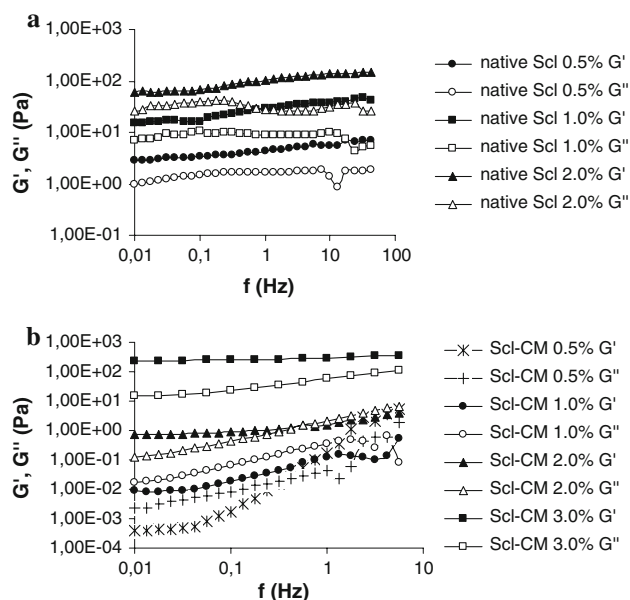 a
G', G'' (Pa)
1,00E+03
1,00E+02
1,00E+01
1,00E+00
1,00E-01
0,01 0,1 1 10 100
f (Hz)
native Scl 0.5% G'
native Scl 0.5% G"
native Scl 1.0% G'
native Scl 1.0% G"
native Scl 2.0% G'
native Scl 2.0% G"
b
G', G'' (Pa)
1,00E+03
1,00E+02
1,00E+01
1,00E+00
1,00E-01
1,00E-02
1,00E-03
1,00E-04
0,01 0,1 1 10
f (Hz)
Scl-CM 0.5% G'
Scl-CM 0.5% G"
Scl-CM 1.0% G'
Scl-CM 1.0% G"
Scl-CM 2.0% G'
Scl-CM 2.0% G"
Scl-CM 3.0% G'
Scl-CM 3.0% G"